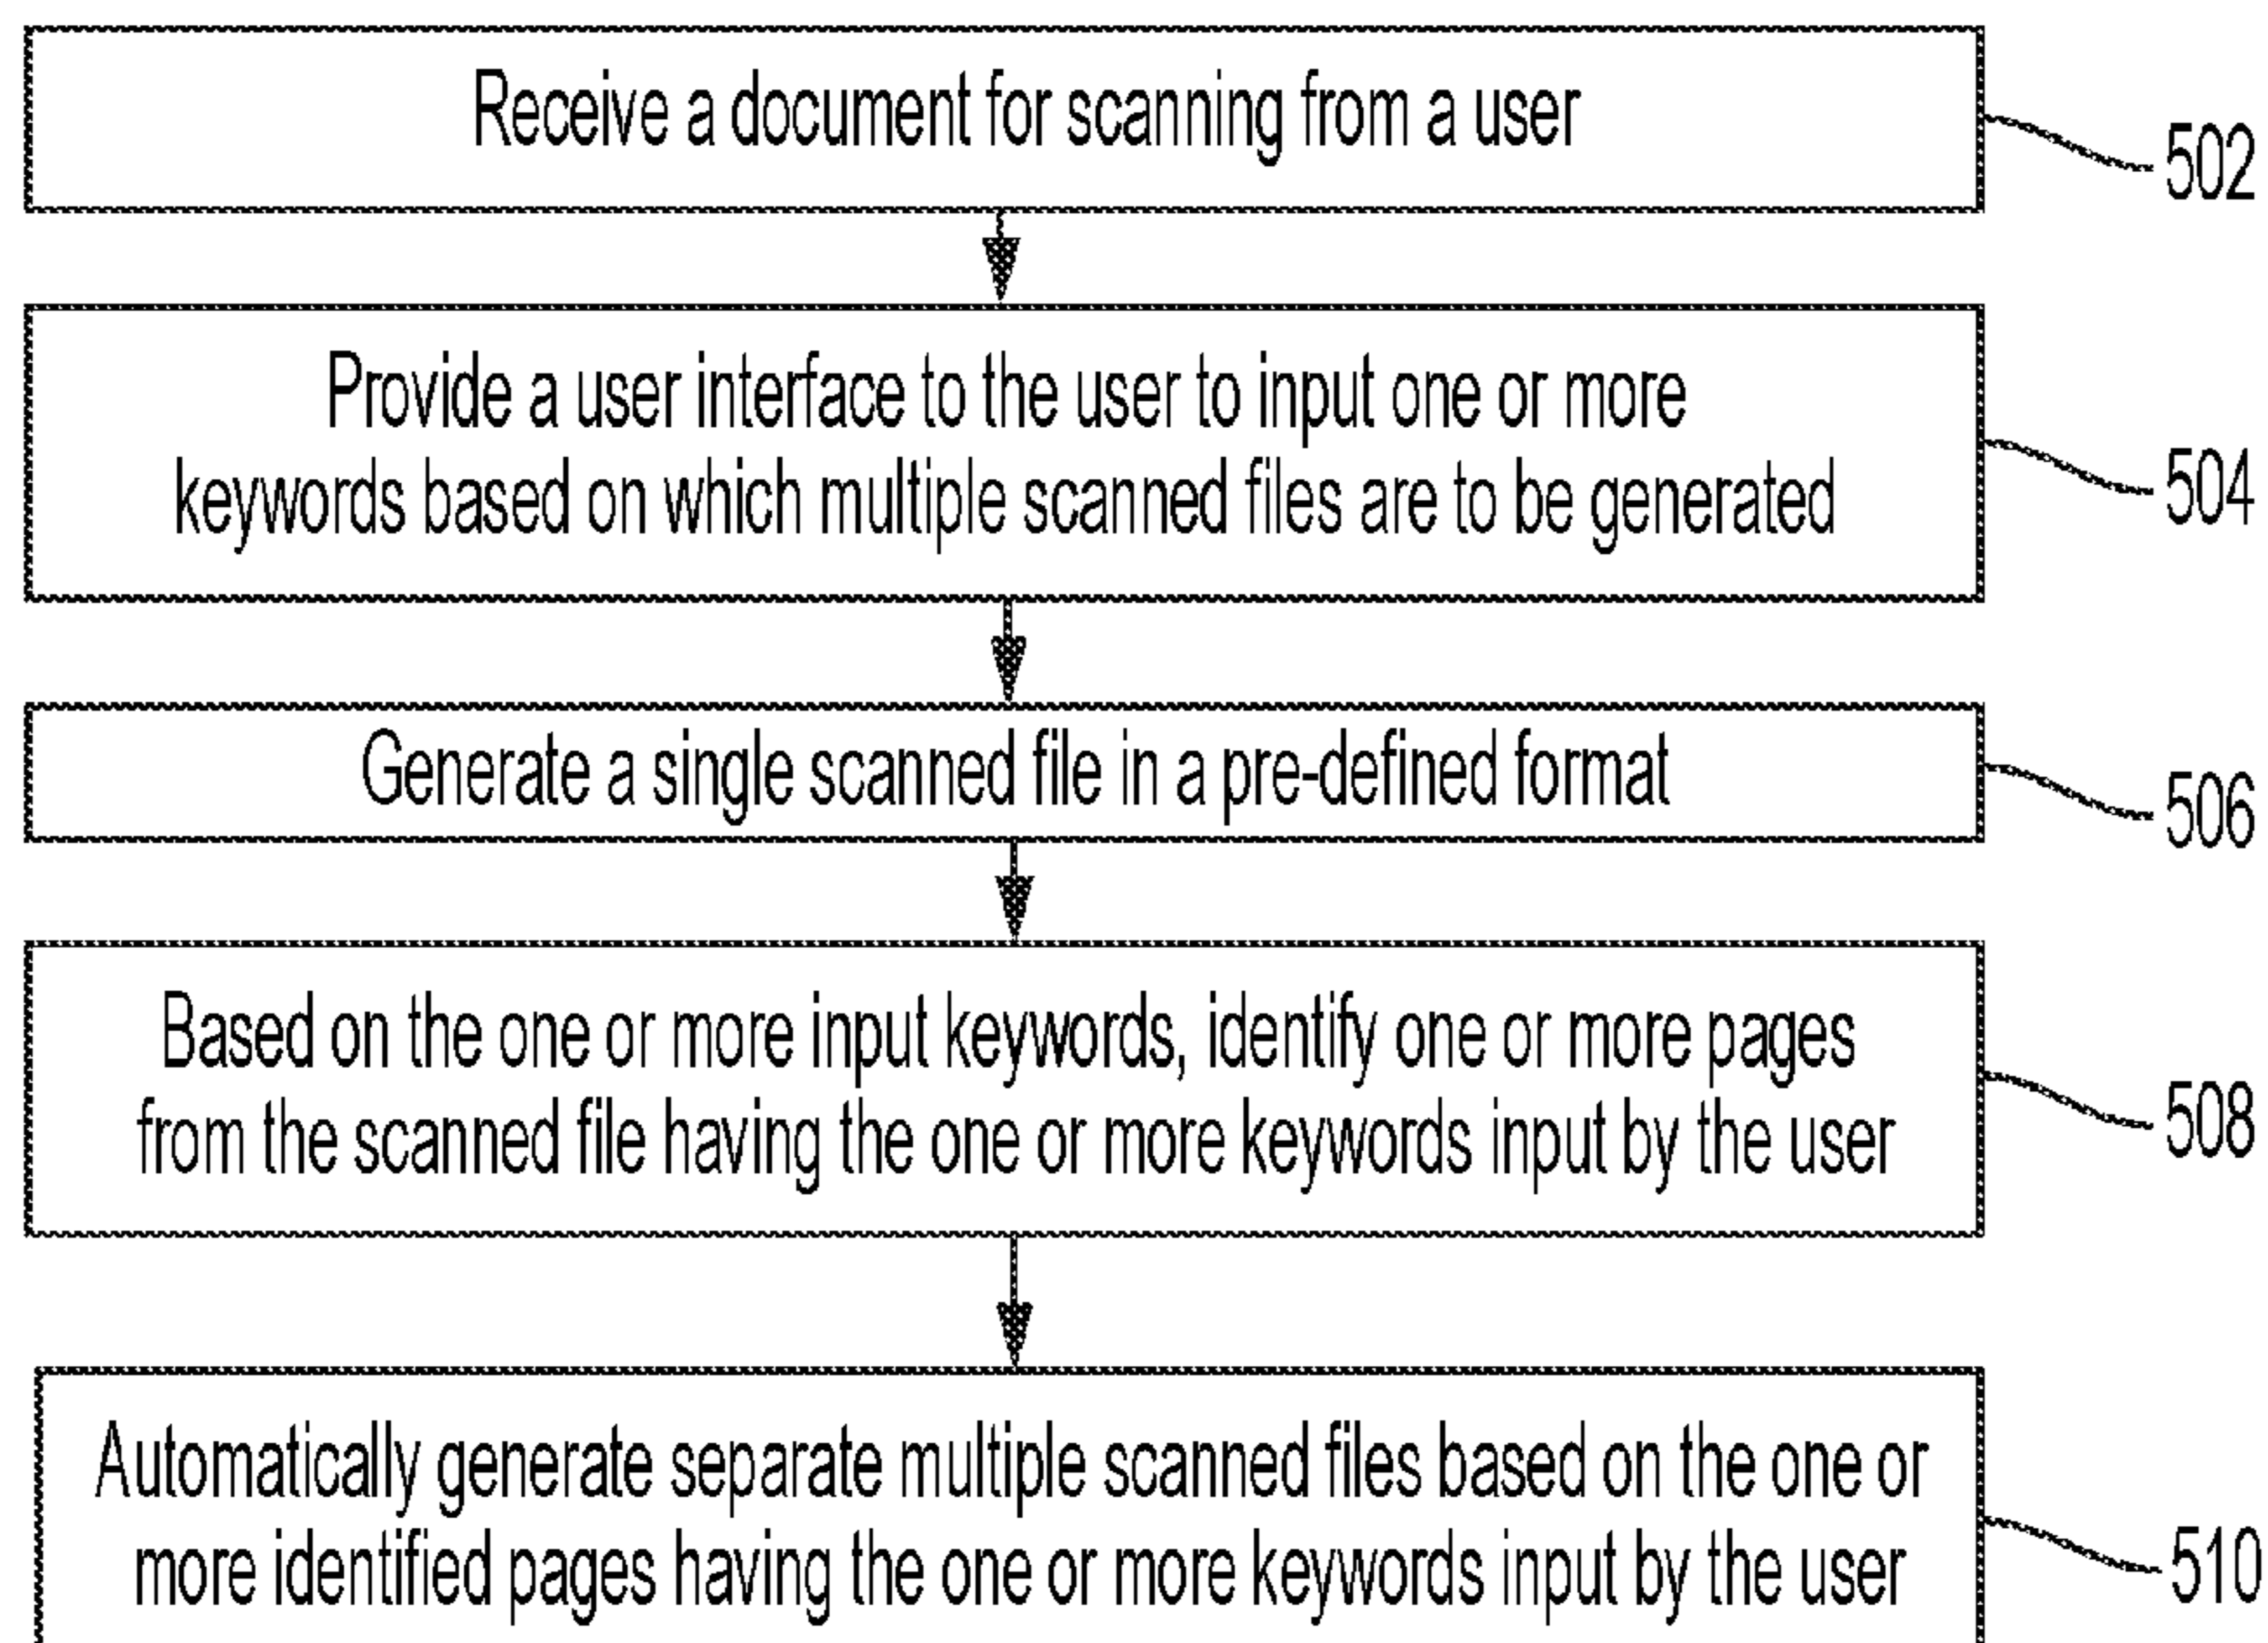 Receive a document for scanning from a user
502
Provide a user interface to the user to input one or more
keywords based on which multiple scanned files are to be generated
504
Generate a single scanned file in a pre-defined format
506
Based on the one or more input keywords, identify one or more pages
from the scanned file having the one or more keywords input by the user
508
Automatically generate separate multiple scanned files based on the one or
more identified pages having the one or more keywords input by the user
510